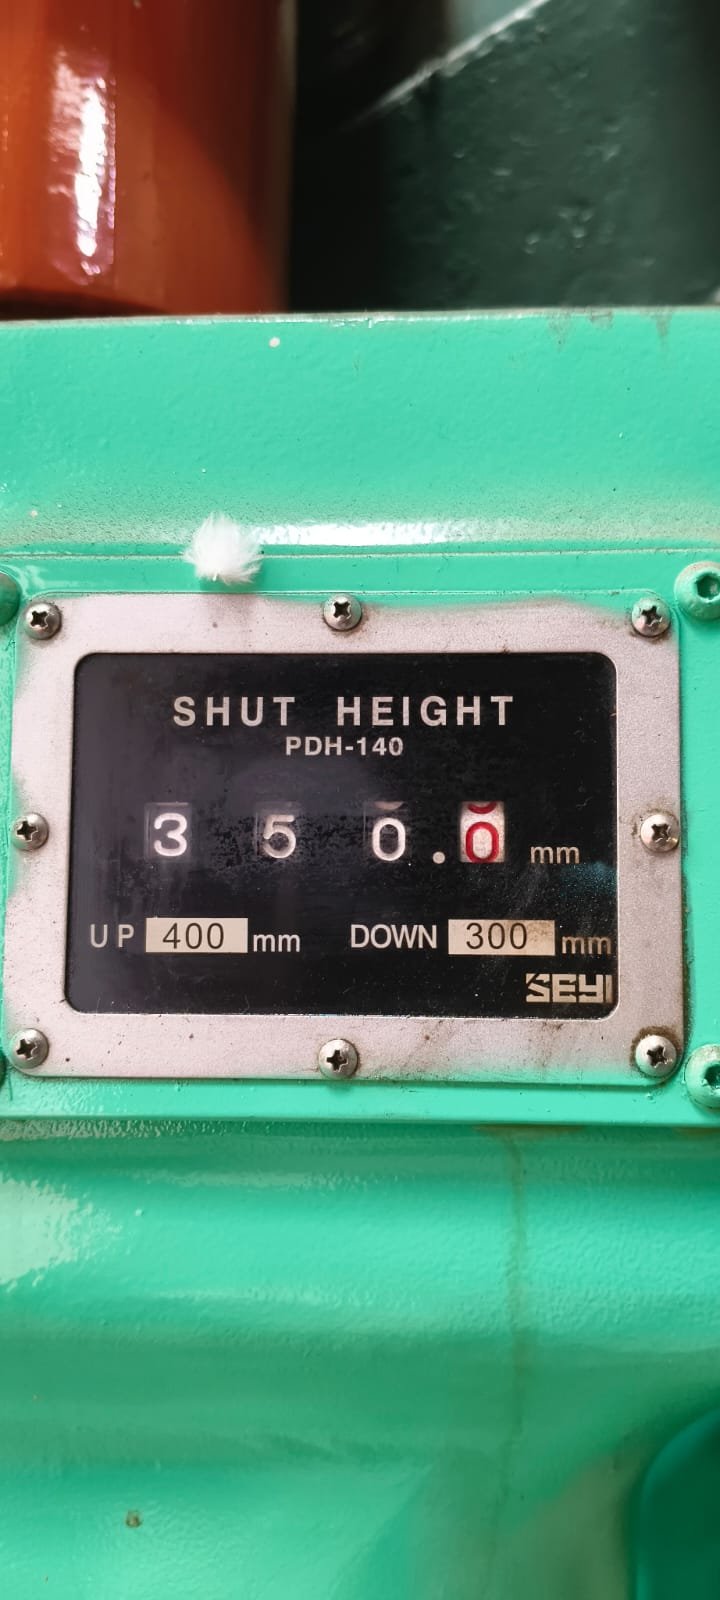 SHUT HEIGHT
PDH-140
3 5 0.0 mm
UP 400 mm DOWN 300 mm
SEYI